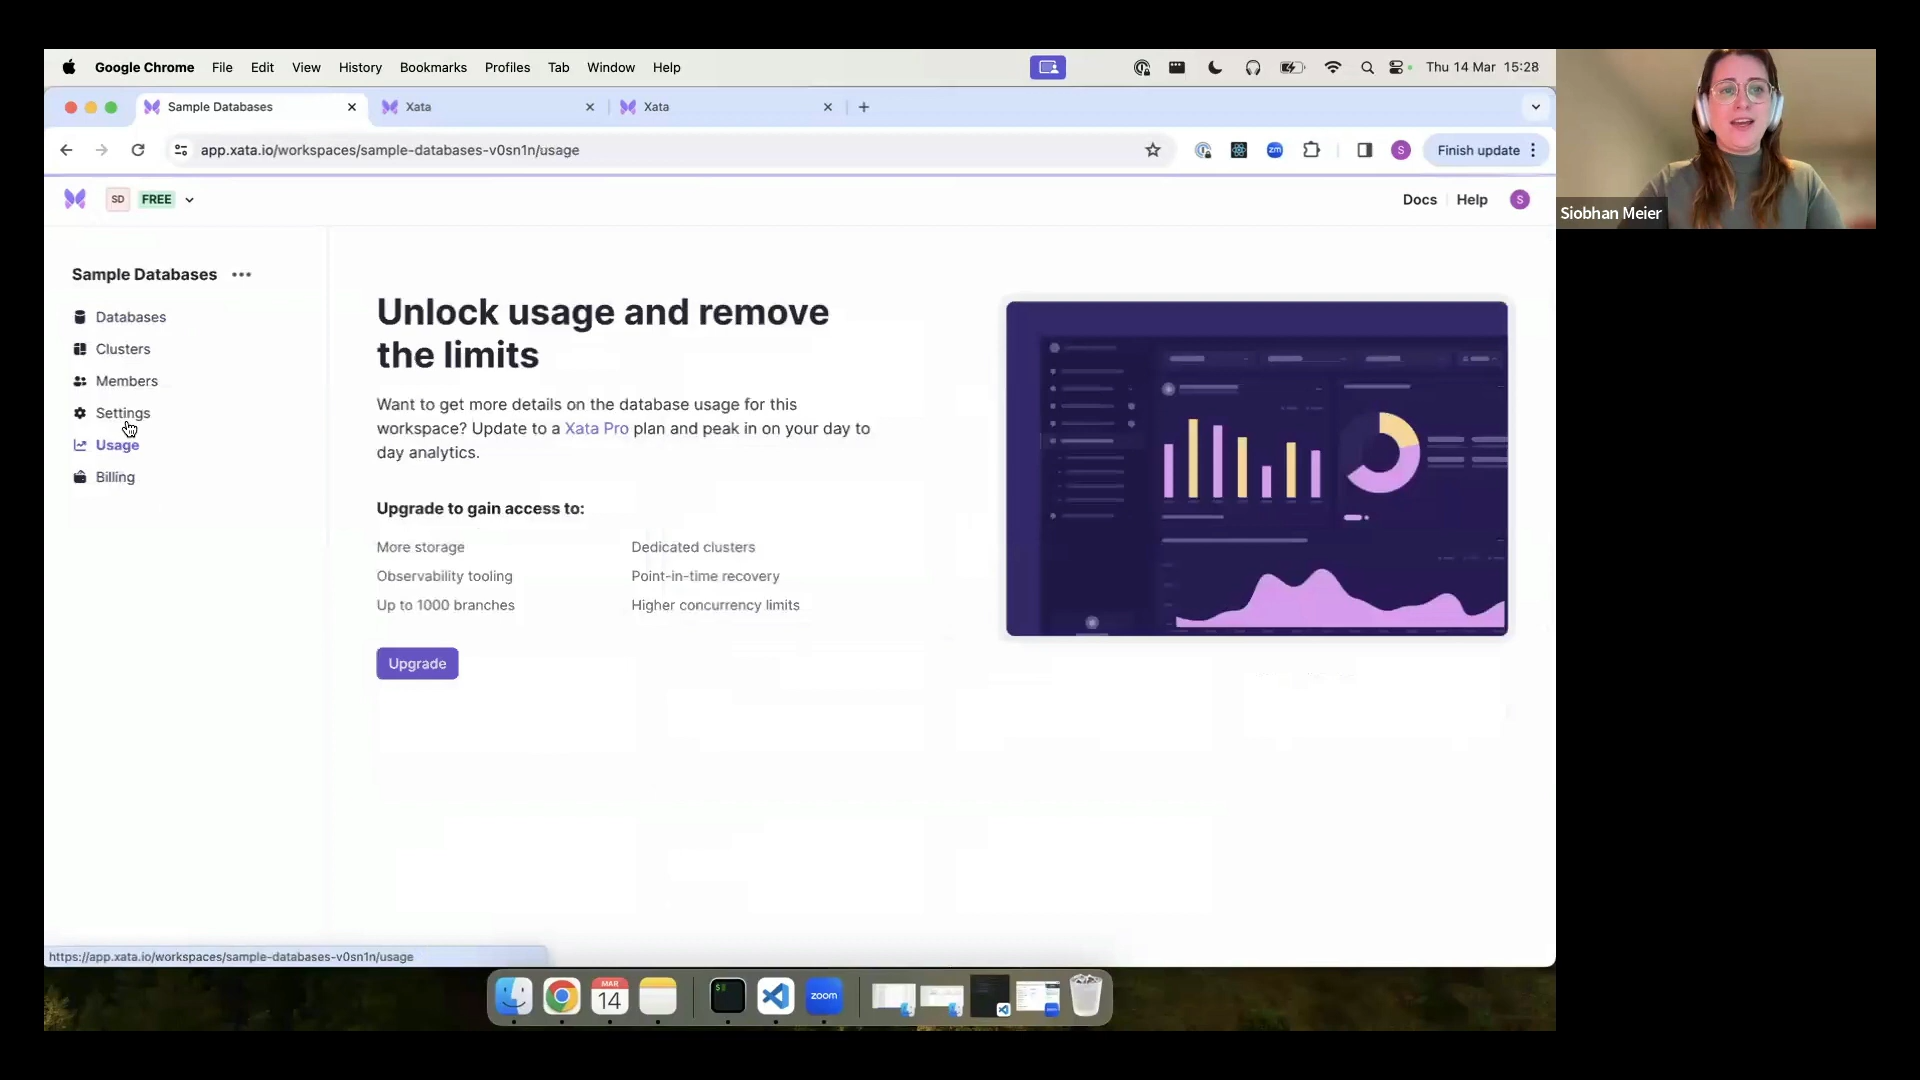 Google Chrome File Edit View History Bookmarks Profiles Tab Window Help Thu 14 Mar 15:28
Sample Databases Xata Xata
app.xata.io/workspaces/sample-databases-v0sn1n/usage zm S Finish update
SD FREE Docs Help S
Siobhan Meier
Sample Databases
Databases
Clusters
Members
Settings
Usage
Billing
Unlock usage and remove
the limits
Want to get more details on the database usage for this
workspace? Update to a Xata Pro plan and peak in on your day to
day analytics.
Upgrade to gain access to:
More storage Dedicated clusters
Observability tooling Point-in-time recovery
Up to 1000 branches Higher concurrency limits
Upgrade
https://app.xata.io/workspaces/sample-databases-v0sn1n/usage
MAR
14
$
zoom